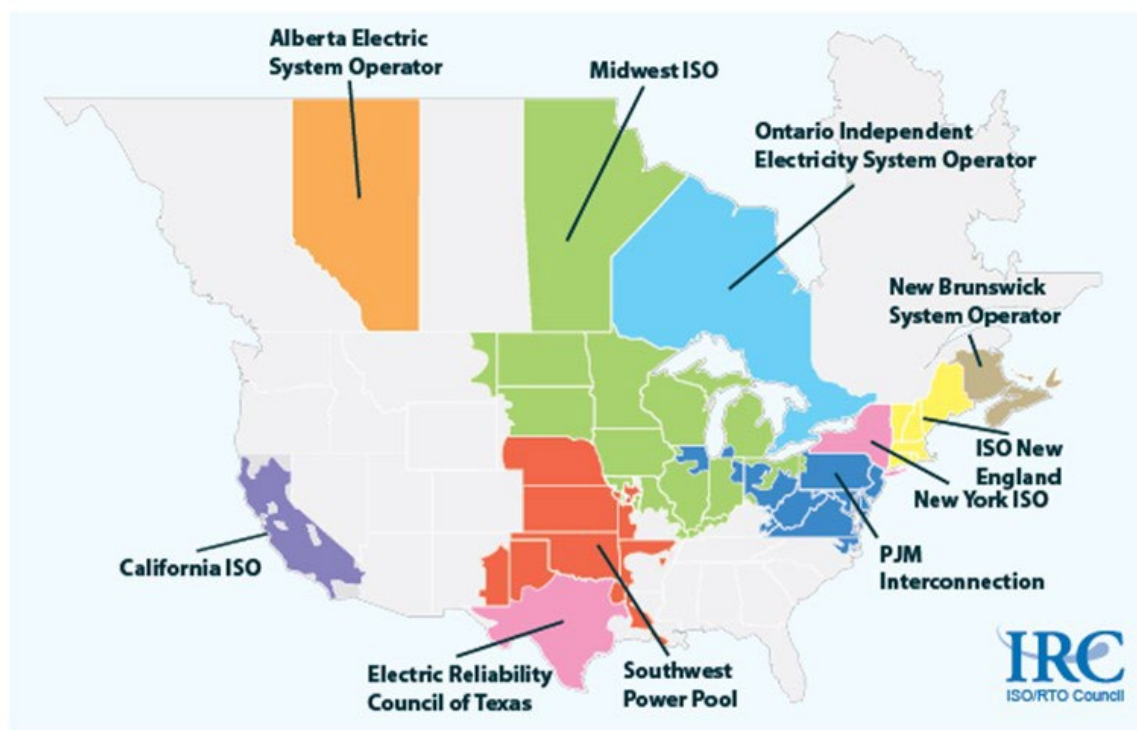 Alberta Electric
System Operator
Midwest ISO
Ontario Independent
Electricity System Operator
New Brunswick
System Operator
ISO New
England
New York ISO
PJM
Interconnection
California ISO
Electric Reliability
Council of Texas
Southwest
Power Pool
IRC
ISO/RTO Council